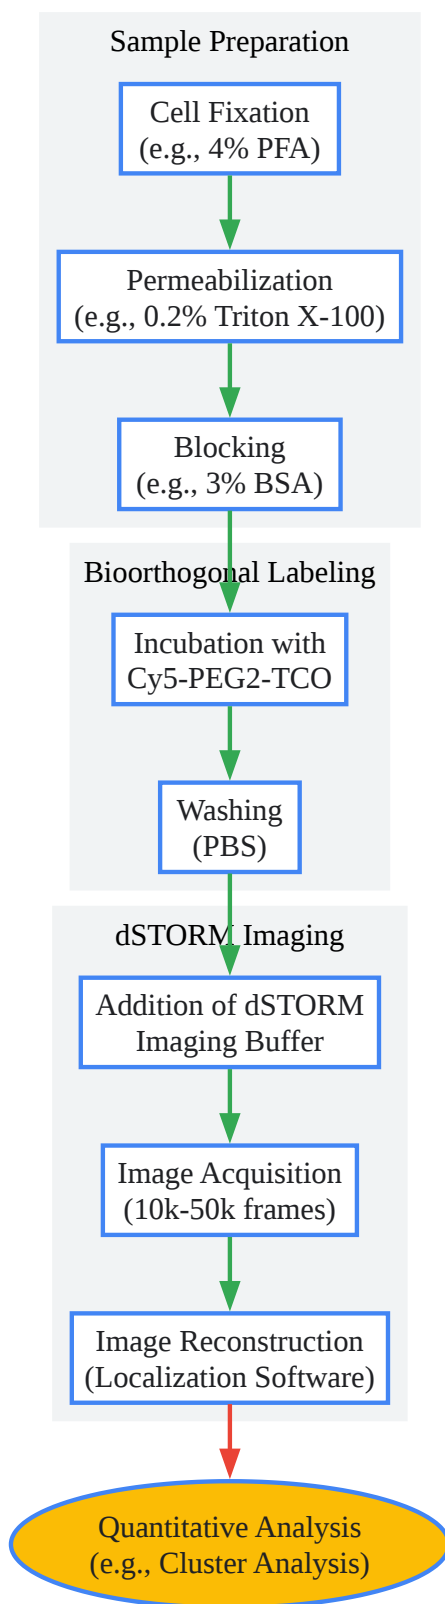 Sample Preparation
Cell Fixation
(e.g., 4% PFA)
Permeabilization
(e.g., 0.2% Triton X-100)
Blocking
(e.g., 3% BSA)
Bioorthogonal Labeling
Incubation with
Cy5-PEG2-TCO
Washing
(PBS)
dSTORM Imaging
Addition of dSTORM
Imaging Buffer
Image Acquisition
(10k-50k frames)
Image Reconstruction
(Localization Software)
Quantitative Analysis
(e.g., Cluster Analysis)